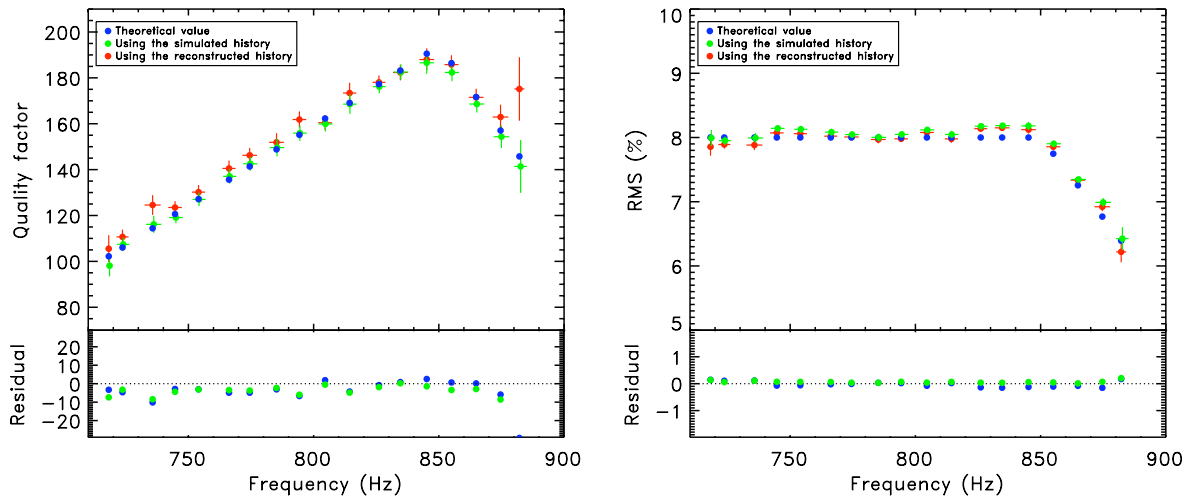 Theoretical value
Using the simulated history
Using the reconstructed history
200
180
160
140
120
100
80
Quality factor
20
10
0
−10
−20
Residual
750
800
850
900
Frequency (Hz)
Theoretical value
Using the simulated history
Using the reconstructed history
10
9
8
7
6
5
RMS (%)
1
0
−1
Residual
750
800
850
900
Frequency (Hz)